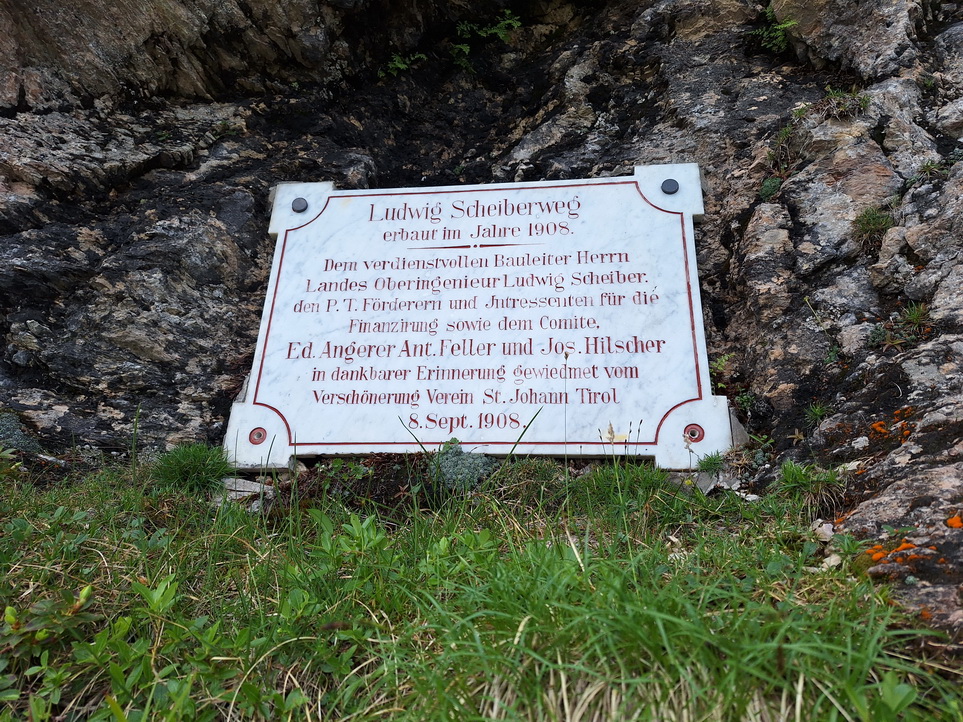 Ludwig Scheiberweg
erbaut im Jahre 1908.
Dem verdienstvollen Bauleiter Herrn
Landes Oberingenieur Ludwig Scheiber.
den P. T. Förderern und Jntressenten für die
Finanzirung sowie dem Comite,
Ed. Angerer Ant. Feller und Jos. Hilscher
in dankbarer Erinnerung gewiedmet vom
Verschönerung Verein St. Johann Tirol
8. Sept. 1908.